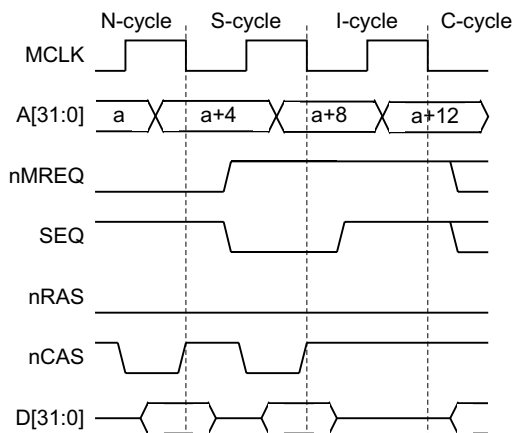 N-cycle S-cycle I-cycle C-cycle
MCLK
A[31:0] a a+4 a+8 a+12
nMREQ
SEQ
nRAS
nCAS
D[31:0]